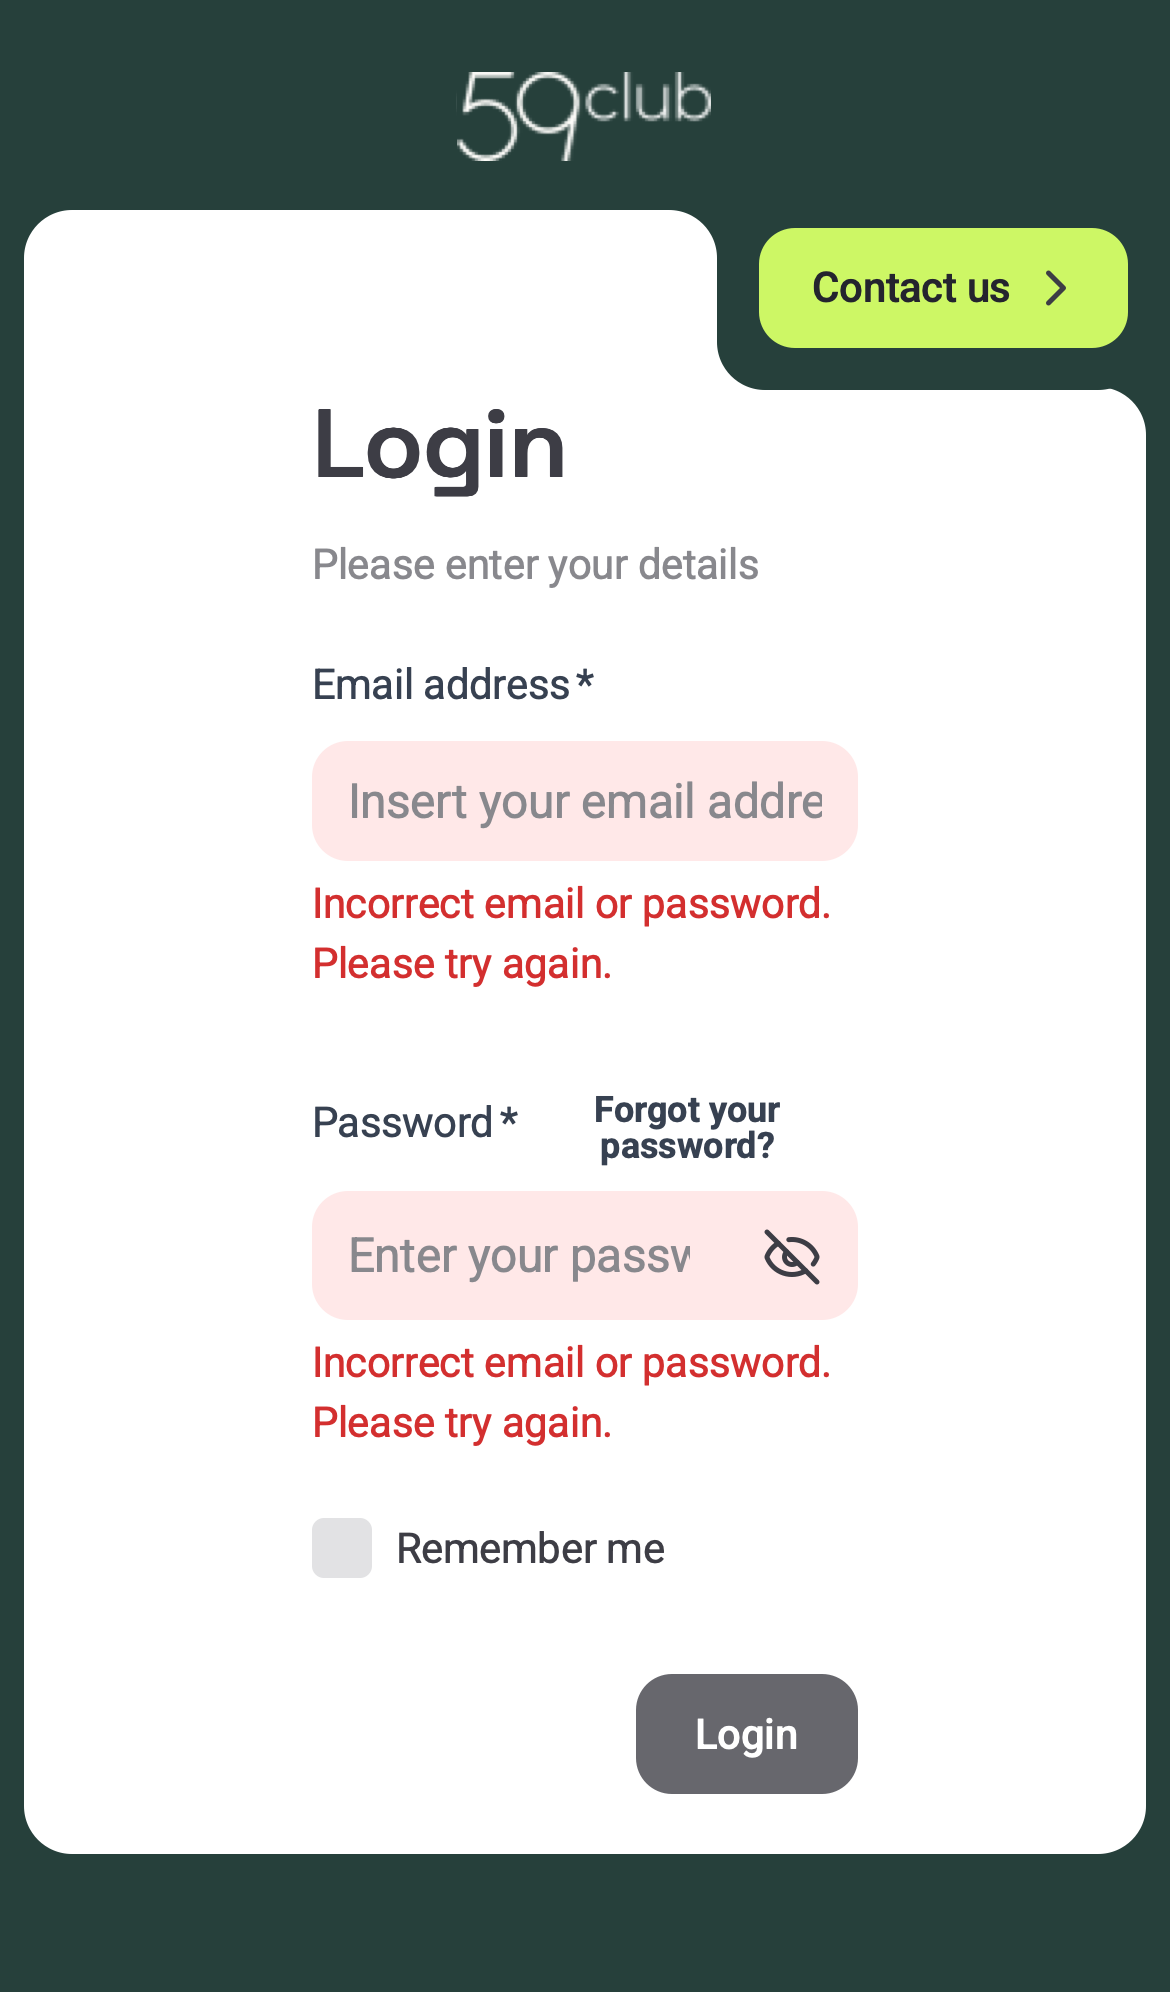 59club
Contact us
Login
Please enter your details
Email address *
Insert your email addre
Incorrect email or password.
Please try again.
Password *
Forgot your
password?
Enter your passw
Incorrect email or password.
Please try again.
Remember me
Login